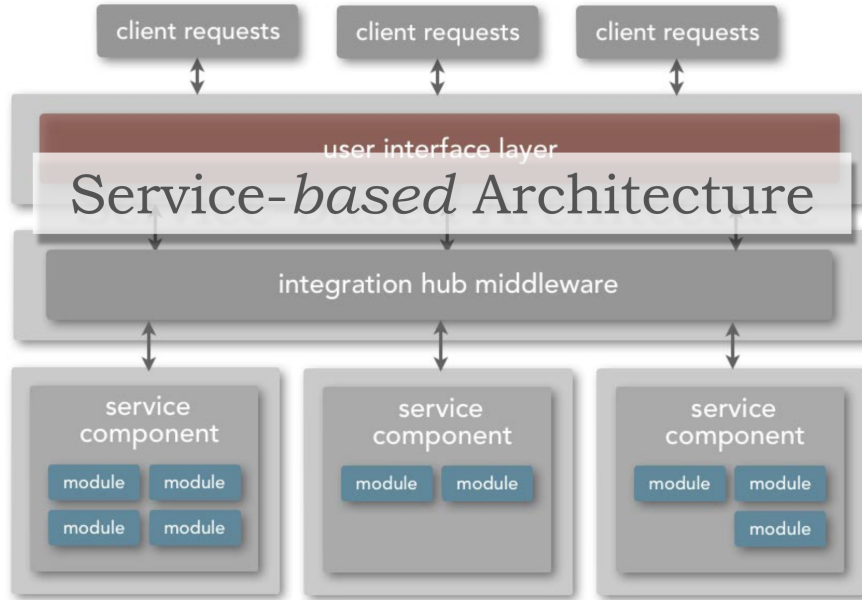 client requests
client requests
client requests
user interface layer
Service-based Architecture
integration hub middleware
service
component
module module
module module
service
component
module module
service
component
module module
module